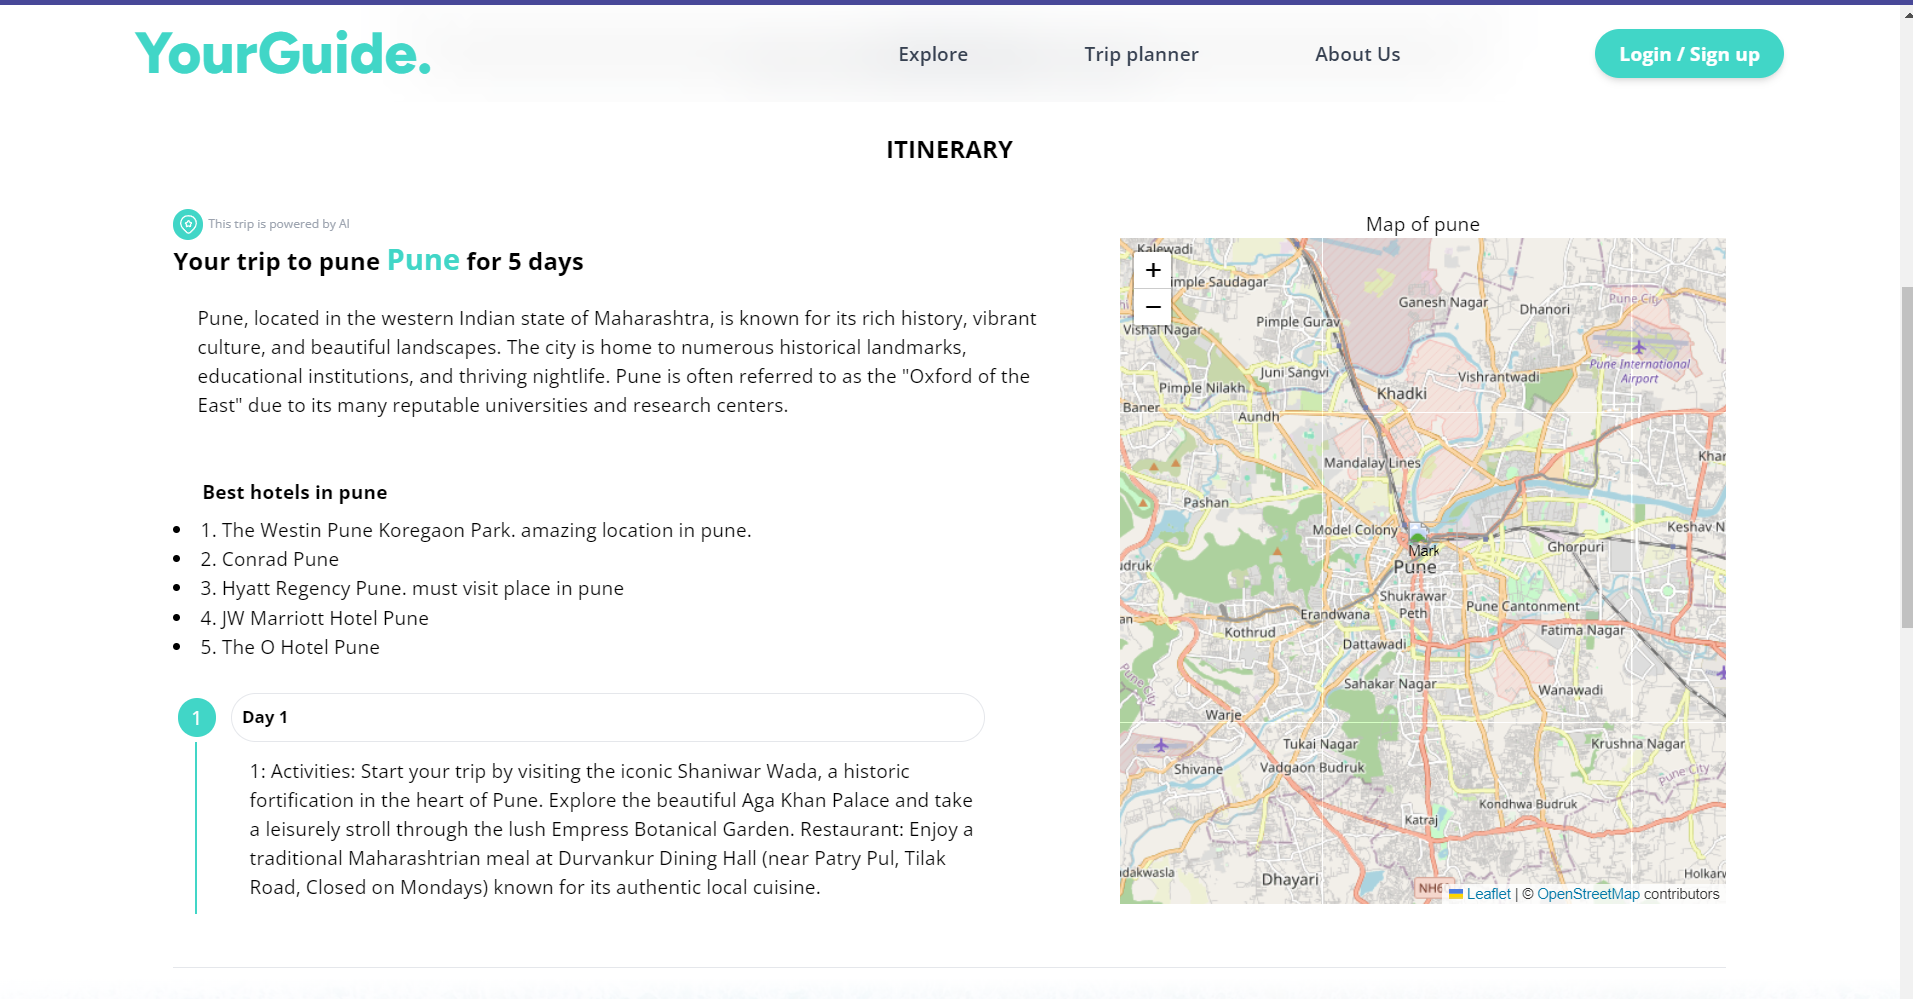 YourGuide.
Explore
Trip planner
About Us
Login / Sign up
ITINERARY
This trip is powered by AI
Your trip to pune Pune for 5 days
Pune, located in the western Indian state of Maharashtra, is known for its rich history, vibrant
culture, and beautiful landscapes. The city is home to numerous historical landmarks,
educational institutions, and thriving nightlife. Pune is often referred to as the "Oxford of the
East" due to its many reputable universities and research centers.
Best hotels in pune
1. The Westin Pune Koregaon Park. amazing location in pune.
2. Conrad Pune
3. Hyatt Regency Pune. must visit place in pune
4. JW Marriott Hotel Pune
5. The O Hotel Pune
1
Day 1
1: Activities: Start your trip by visiting the iconic Shaniwar Wada, a historic
fortification in the heart of Pune. Explore the beautiful Aga Khan Palace and take
a leisurely stroll through the lush Empress Botanical Garden. Restaurant: Enjoy a
traditional Maharashtrian meal at Durvankur Dining Hall (near Patry Pul, Tilak
Road, Closed on Mondays) known for its authentic local cuisine.
Map of pune
Kalewadi
+
−
imple Saudagar
Ganesh Nagar
Pune City
Dhanori
Pimple Gurav
Vishal Nagar
Pune International
Airport
Juni Sangvi
Vishrantwadi
Pimple Nilakh
Khadki
Baner
Aundh
Mandalay Lines
Khar
Pashan
Model Colony
Keshav N
Mark
Ghorpuri
Pune
udruk
Shukrawar
Peth
Pune Cantonment
Erandwana
an
Kothrud
Fatima Nagar
Dattawadi
Pune City
Sahakar Nagar
Wanawadi
Warje
Tukai Nagar
Krushna Nagar
Shivane
Vadgaon Budruk
Pune City
Kondhwa Budruk
Katraj
dakwasla
Dhayari
Holkarv
NH6
Leaflet | © OpenStreetMap contributors